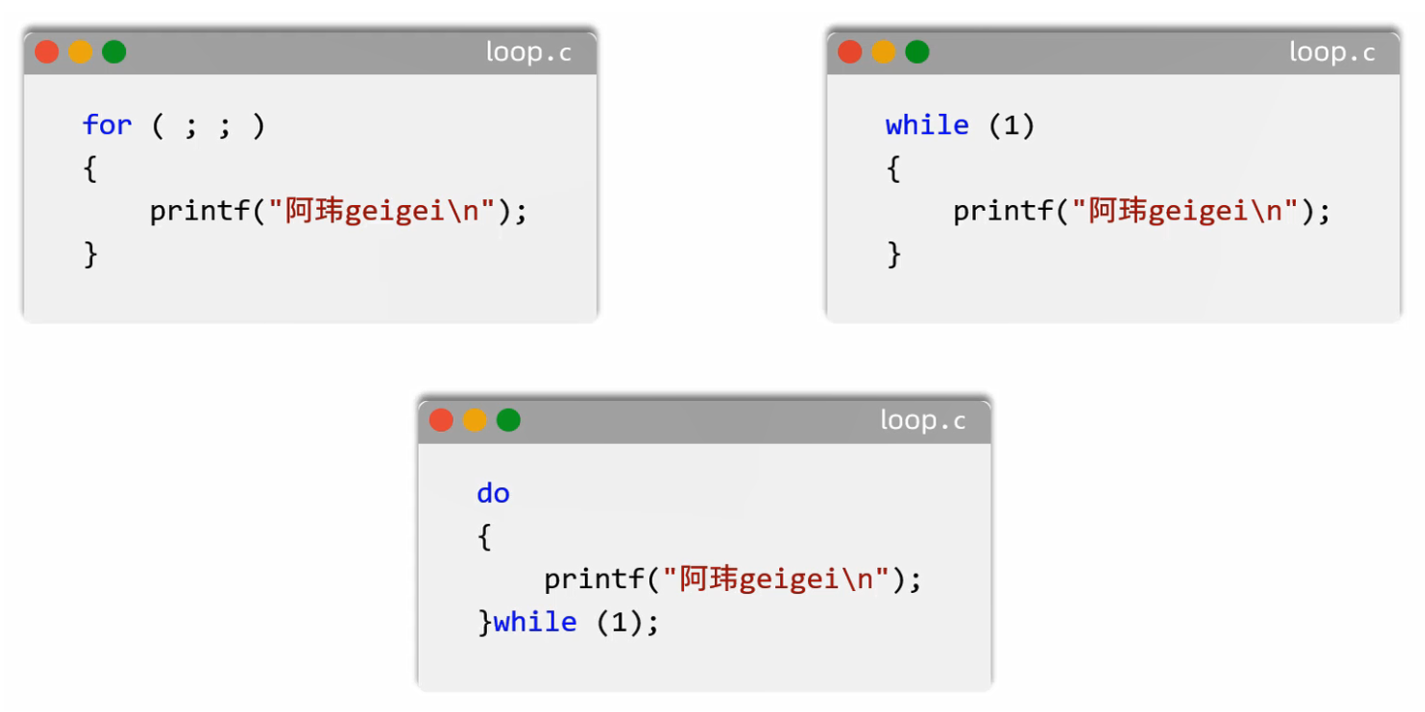 loop.c
for ( ; ; )
{
    printf("阿玮geigei\n");
}
loop.c
while (1)
{
    printf("阿玮geigei\n");
}
loop.c
do
{
    printf("阿玮geigei\n");
}while (1);